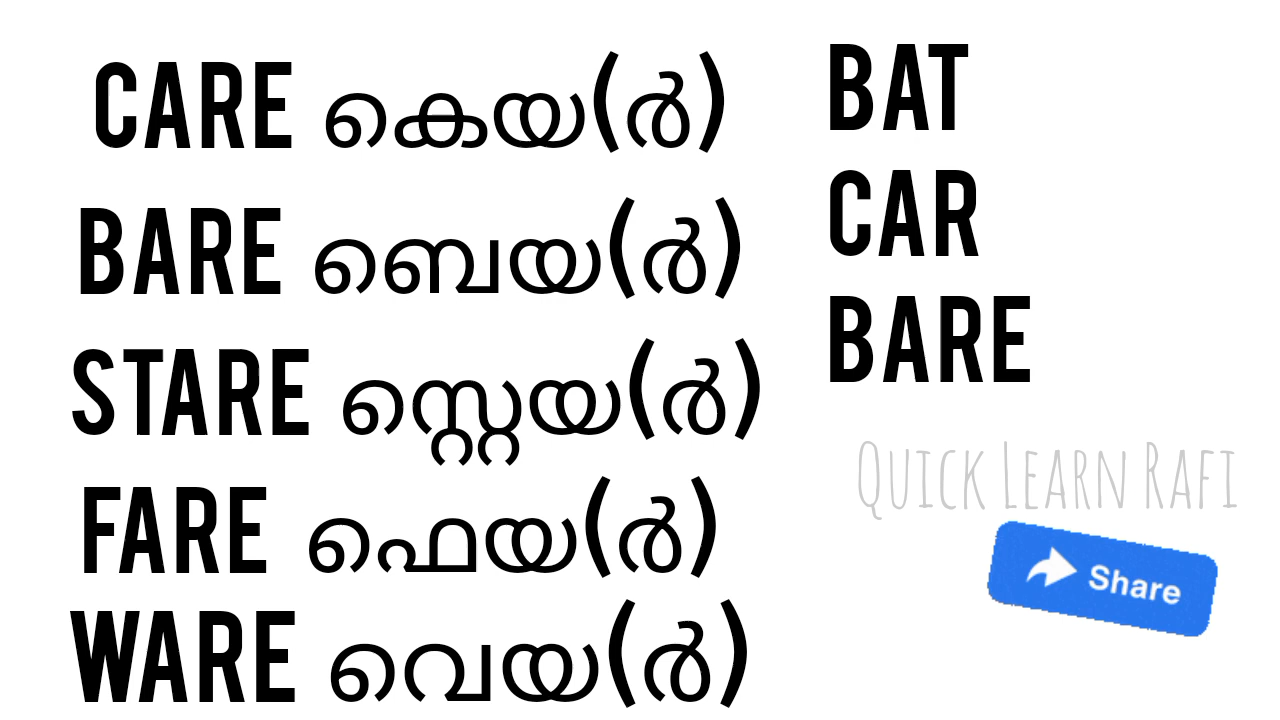 CARE കെയ(ർ)
BARE ബെയ(ർ)
STARE സ്റ്റെയ(ർ)
FARE ഫെയ(ർ)
WARE വെയ(ർ)
BAT
CAR
BARE
QUICK LEARN RAFI
Share